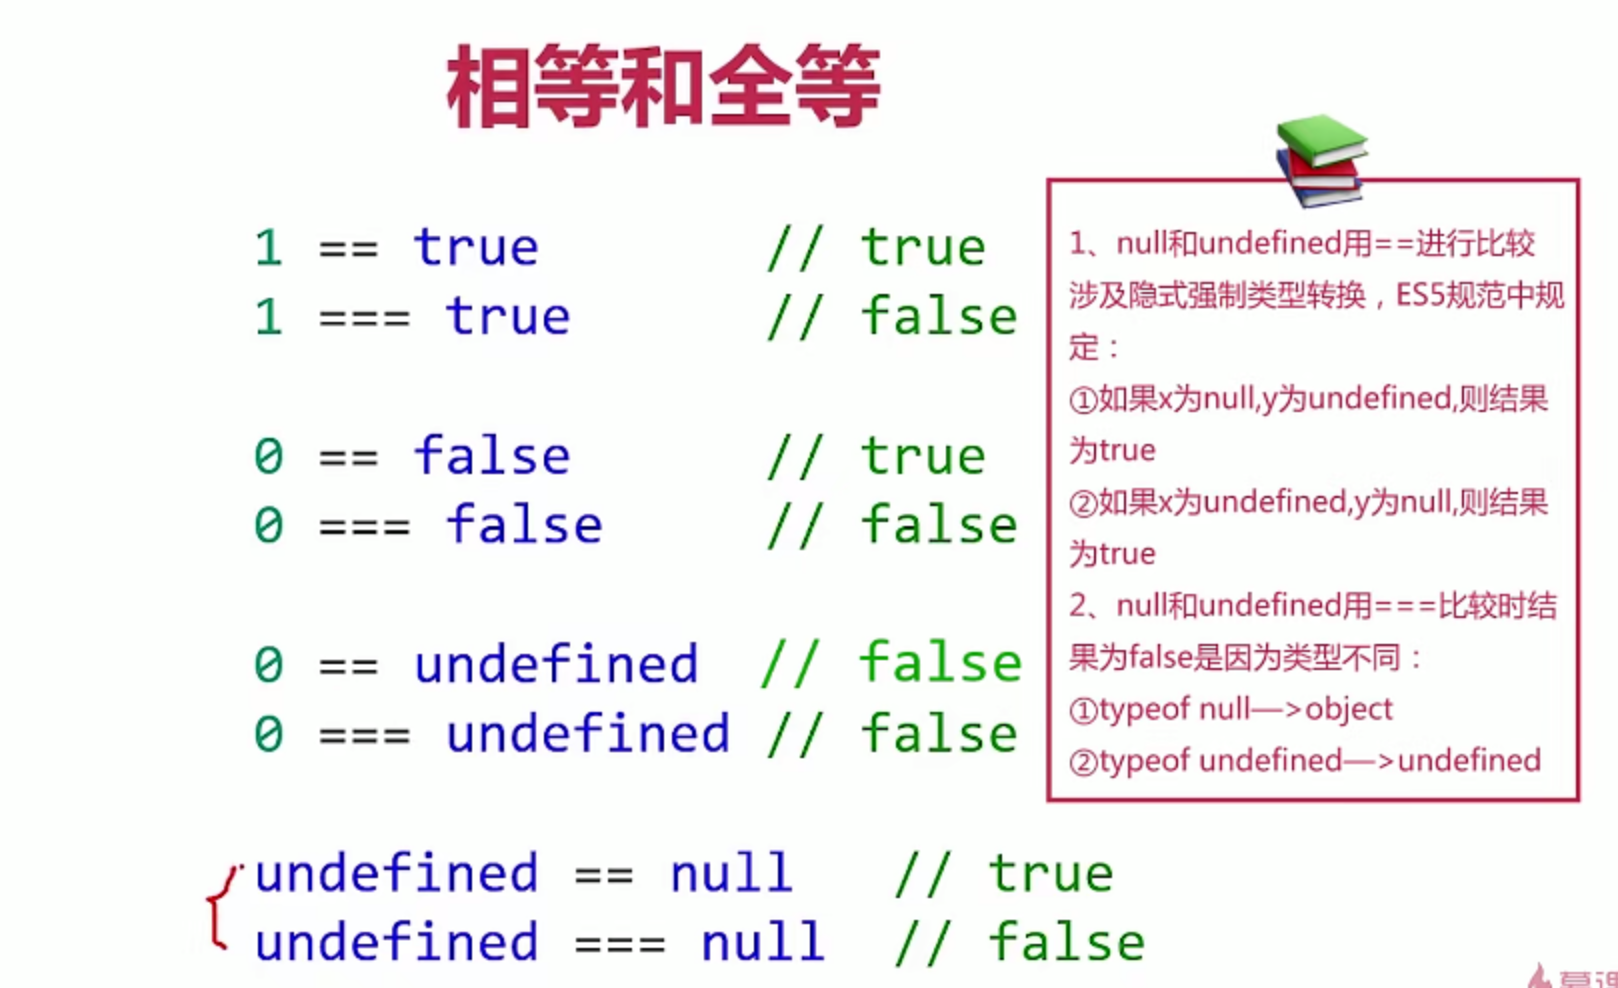 相等和全等
1 == true // true
1 === true // false
0 == false // true
0 === false // false
0 == undefined // false
0 === undefined // false
undefined == null // true
undefined === null // false
1、null和undefined用==进行比较
涉及隐式强制类型转换，ES5规范中规
定：
①如果x为null,y为undefined,则结果
为true
②如果x为undefined,y为null,则结果
为true
2、null和undefined用===比较时结
果为false是因为类型不同：
①typeof null—>object
②typeof undefined—>undefined